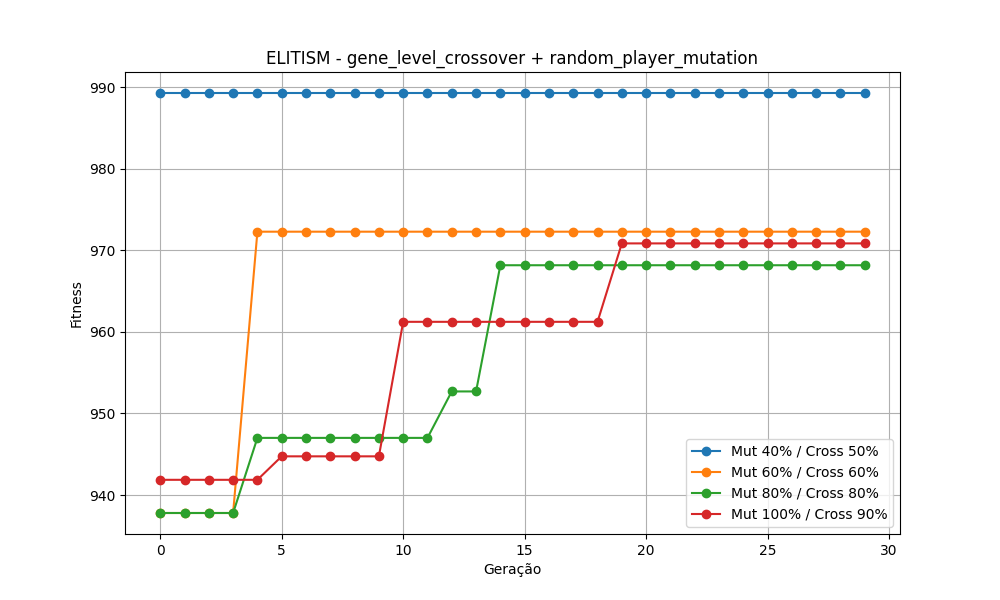 ELITISM - gene_level_crossover + random_player_mutation
990
980
970
960
950
940
Fitness
0 5 10 15 20 25 30
Geração
Mut 40% / Cross 50%
Mut 60% / Cross 60%
Mut 80% / Cross 80%
Mut 100% / Cross 90%